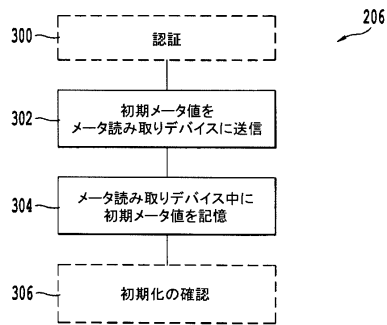 206
300
認証
302
初期メータ値を
メータ読み取りデバイスに送信
304
メータ読み取りデバイス中に
初期メータ値を記憶
306
初期化の確認